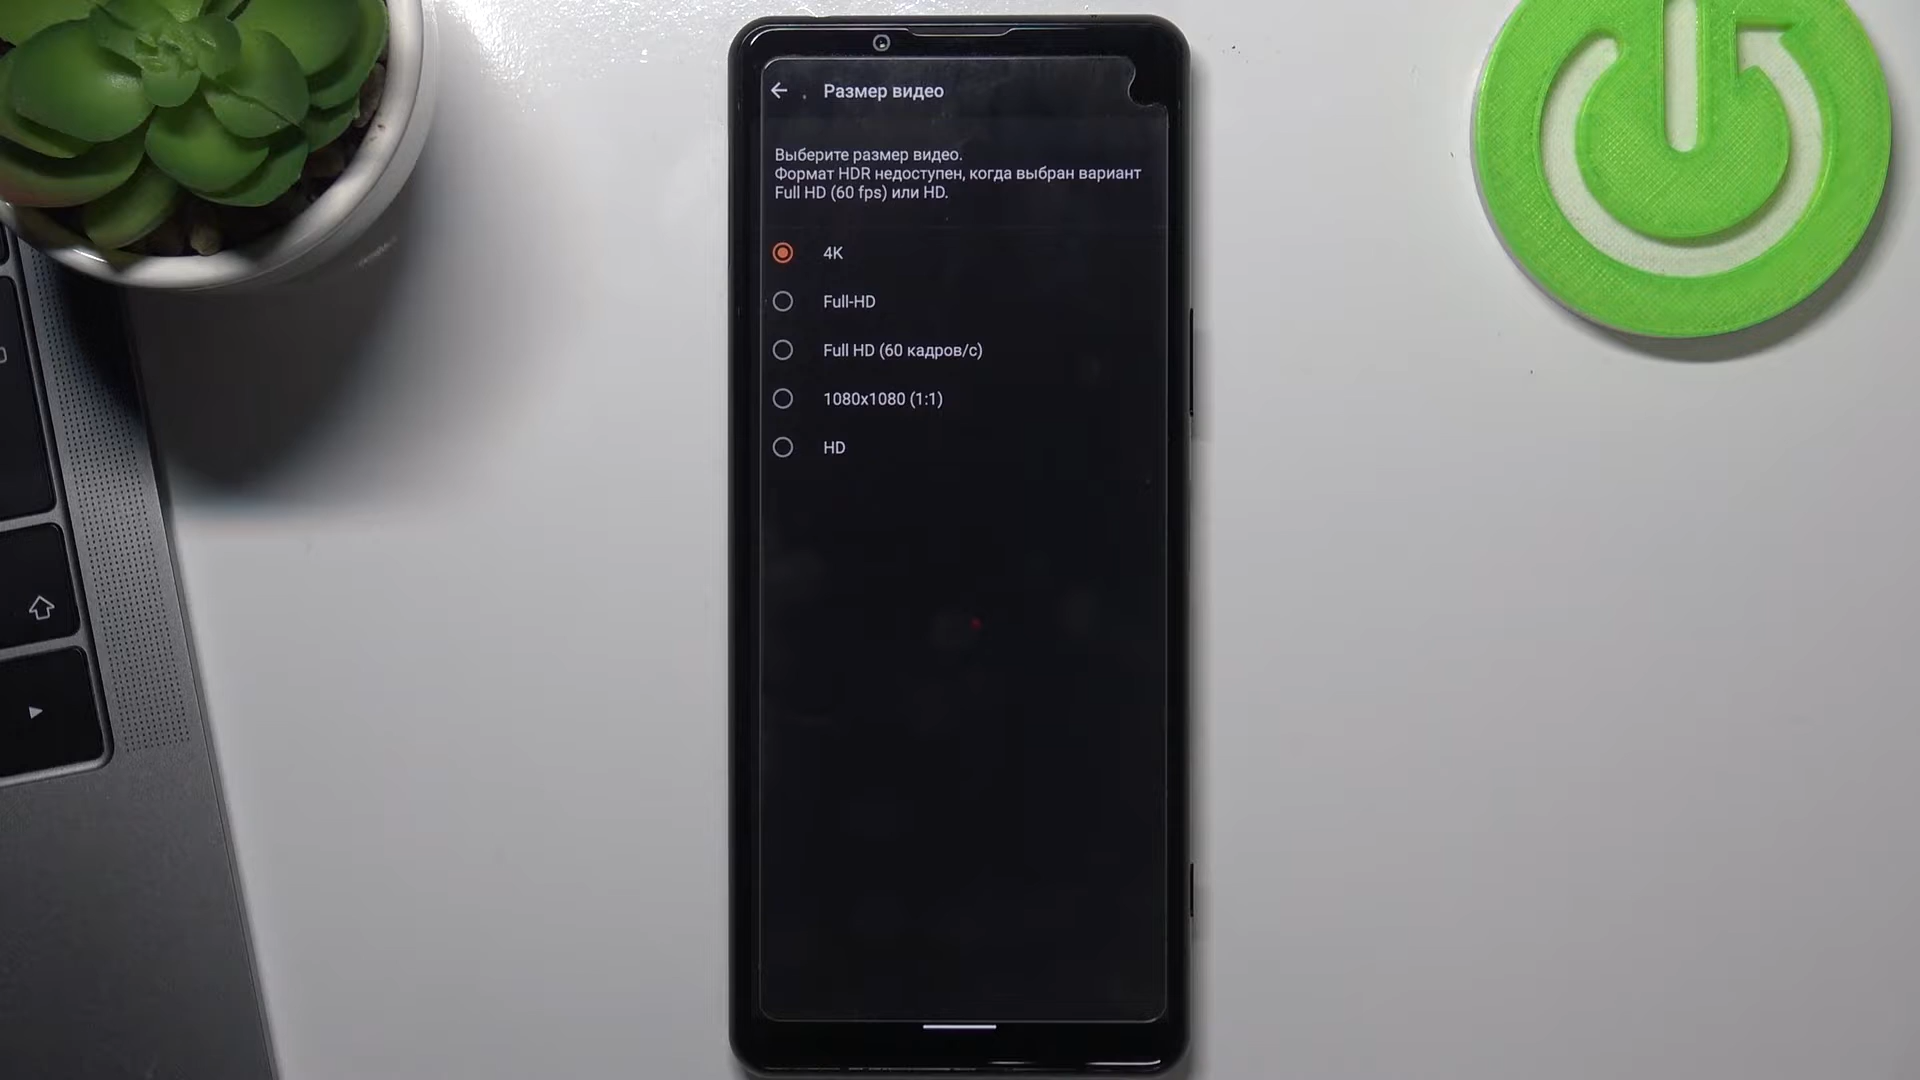 Размер видео
Выберите размер видео.
Формат HDR недоступен, когда выбран вариант
Full HD (60 fps) или HD.
4K
Full-HD
Full HD (60 кадров/с)
1080x1080 (1:1)
HD